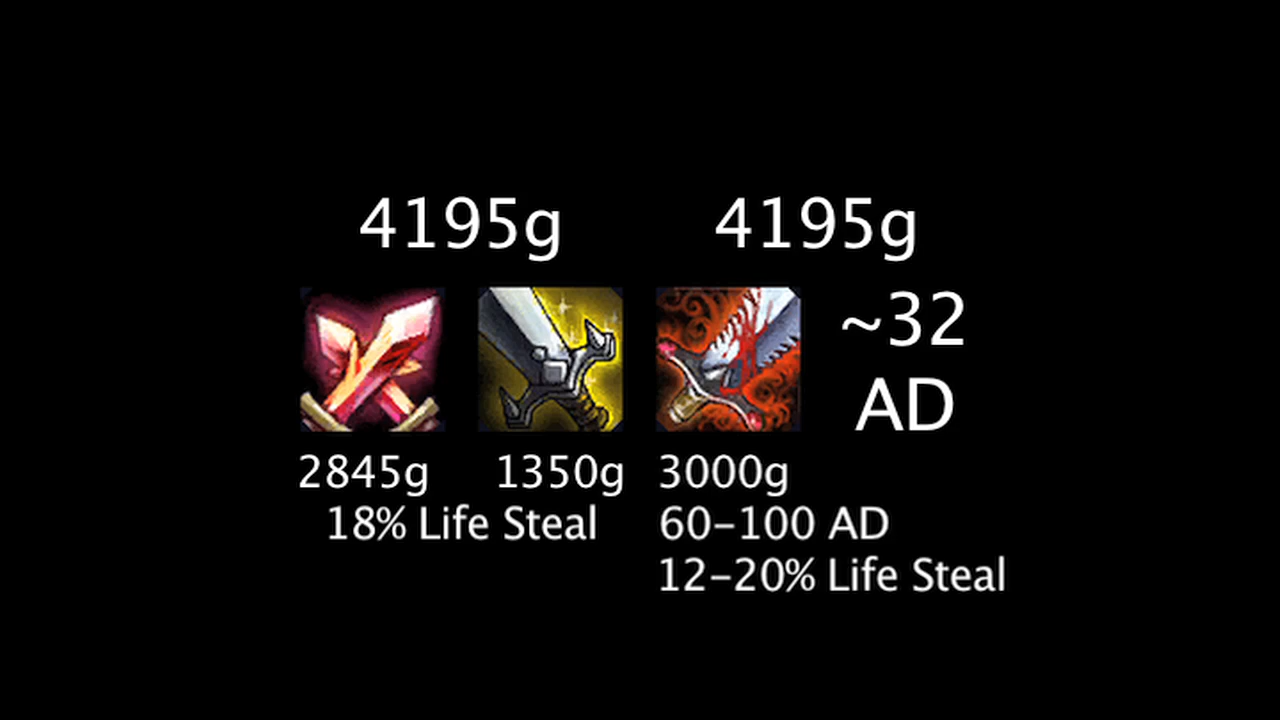 4195g 4195g
~32
AD
2845g 1350g 3000g
18% Life Steal 60-100 AD
12-20% Life Steal